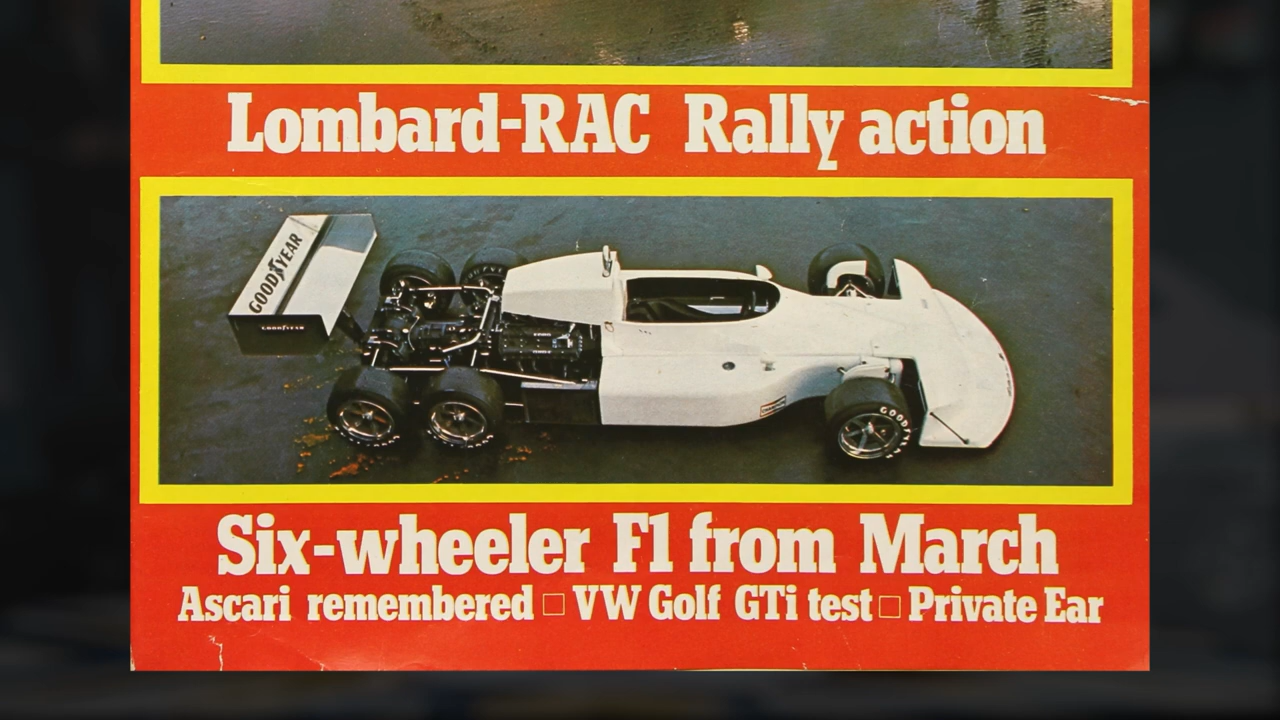 Lombard-RAC Rally action
GOODYEAR
GOODYEAR
GOODYEAR
Six-wheeler F1 from March
Ascari remembered □ VW Golf GTi test □ Private Ear